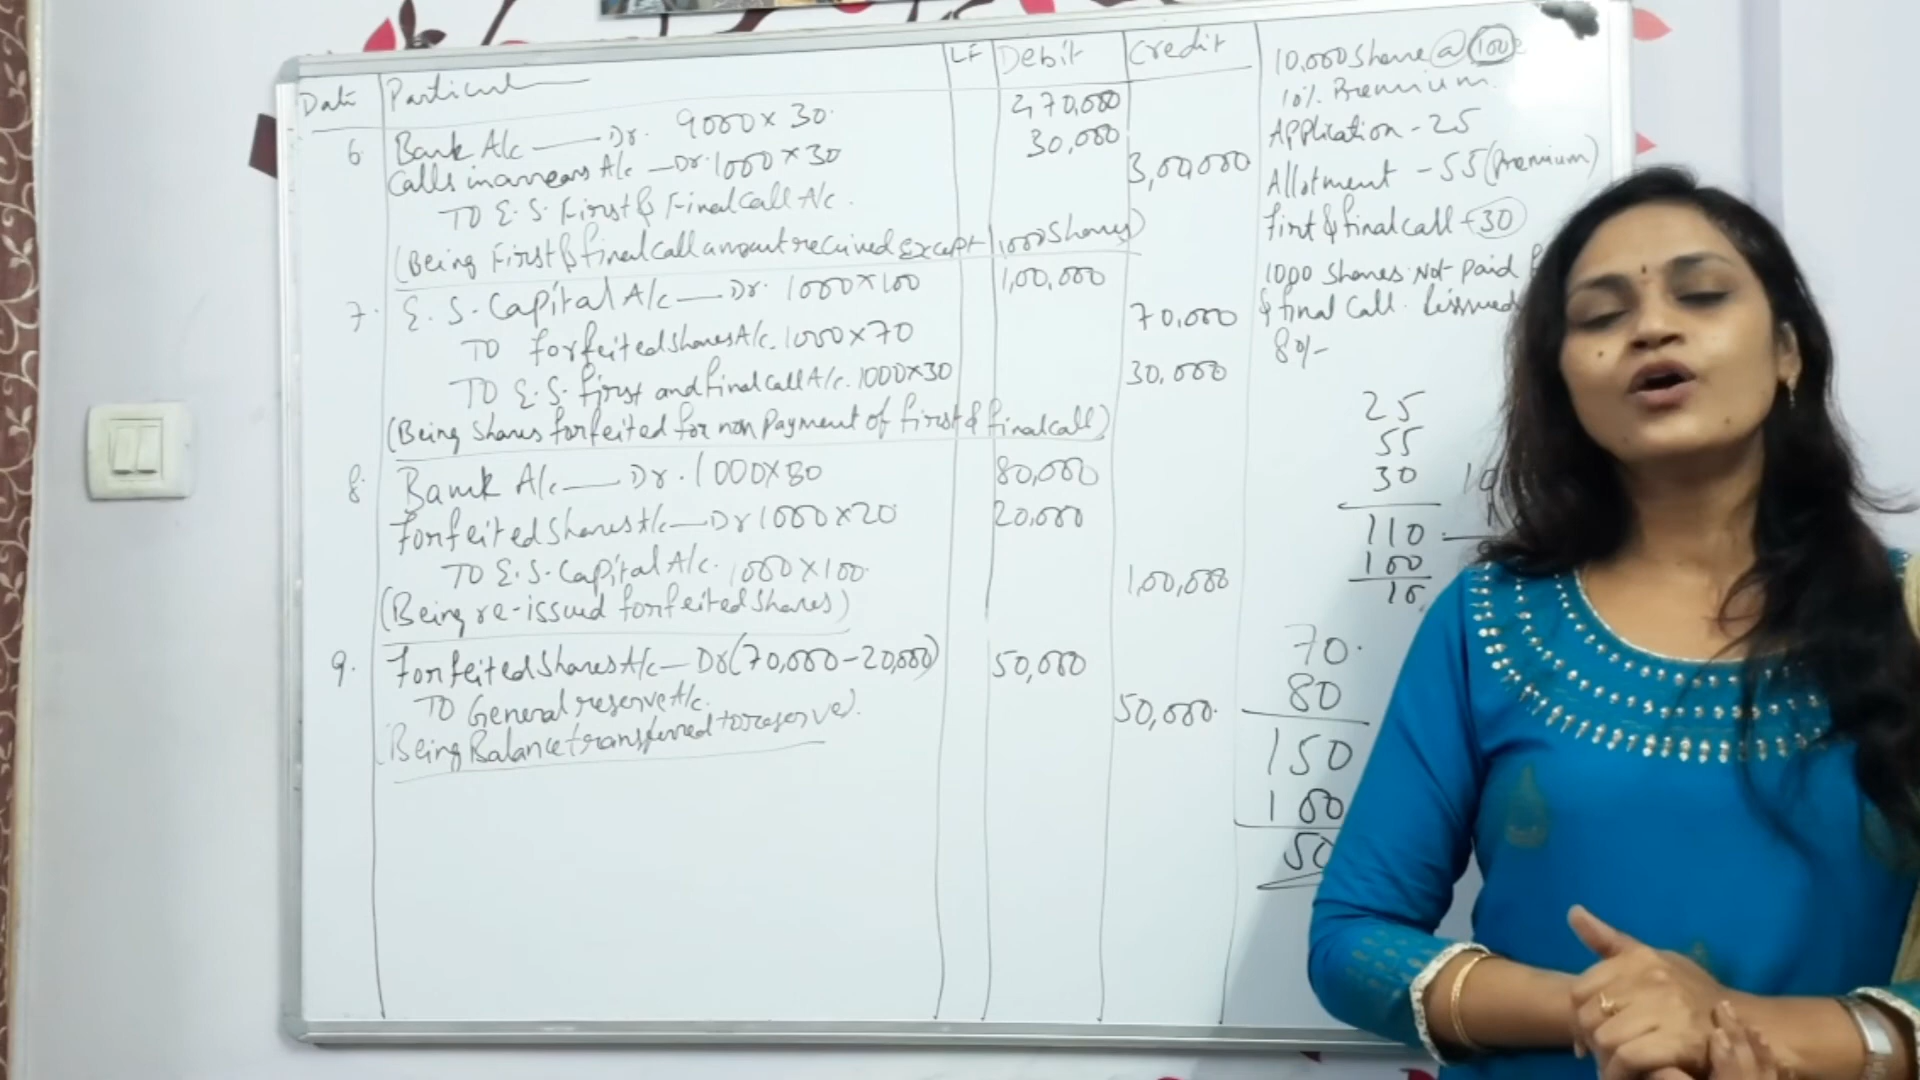 Date Particul LF Debit Credit
6. Bank A/c — Dr. 9000 x 30 2,70,000
Calls in arrears A/c — Dr. 1000 x 30 30,000
TO E.S. First & Final Call A/c. 3,00,000
(Being First & final call amount received except 1000 Shares)
7. E.S. Capital A/c — Dr. 1000 x 100 1,00,000
TO forfeited shares A/c. 1000 x 70 70,000
TO E.S. first and final call A/c. 1000 x 30 30,000
(Being shares forfeited for non payment of first & final call)
8. Bank A/c — Dr. 1000 x 80 80,000
forfeited shares A/c — Dr 1000 x 20 20,000
TO E.S. Capital A/c. 1000 x 100 1,00,000
(Being re-issued forfeited shares)
9. Forfeited Shares A/c — Dr (70,000 - 20,000) 50,000
TO General reserve A/c. 50,000
(Being Balance transferred to reserve)
10,000 Share @ 100
10% Premium.
Application - 25
Allotment - 55 (Premium)
First & final call - 30
1000 shares Not paid
& final call.
80/-
25
55
30
110
100
10
70.
80
150
100
50